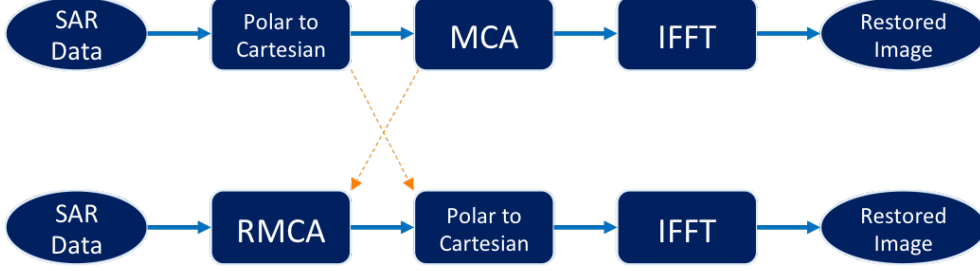 SAR
Data
Polar to
Cartesian
MCA
IFFT
Restored
Image
SAR
Data
RMCA
Polar to
Cartesian
IFFT
Restored
Image